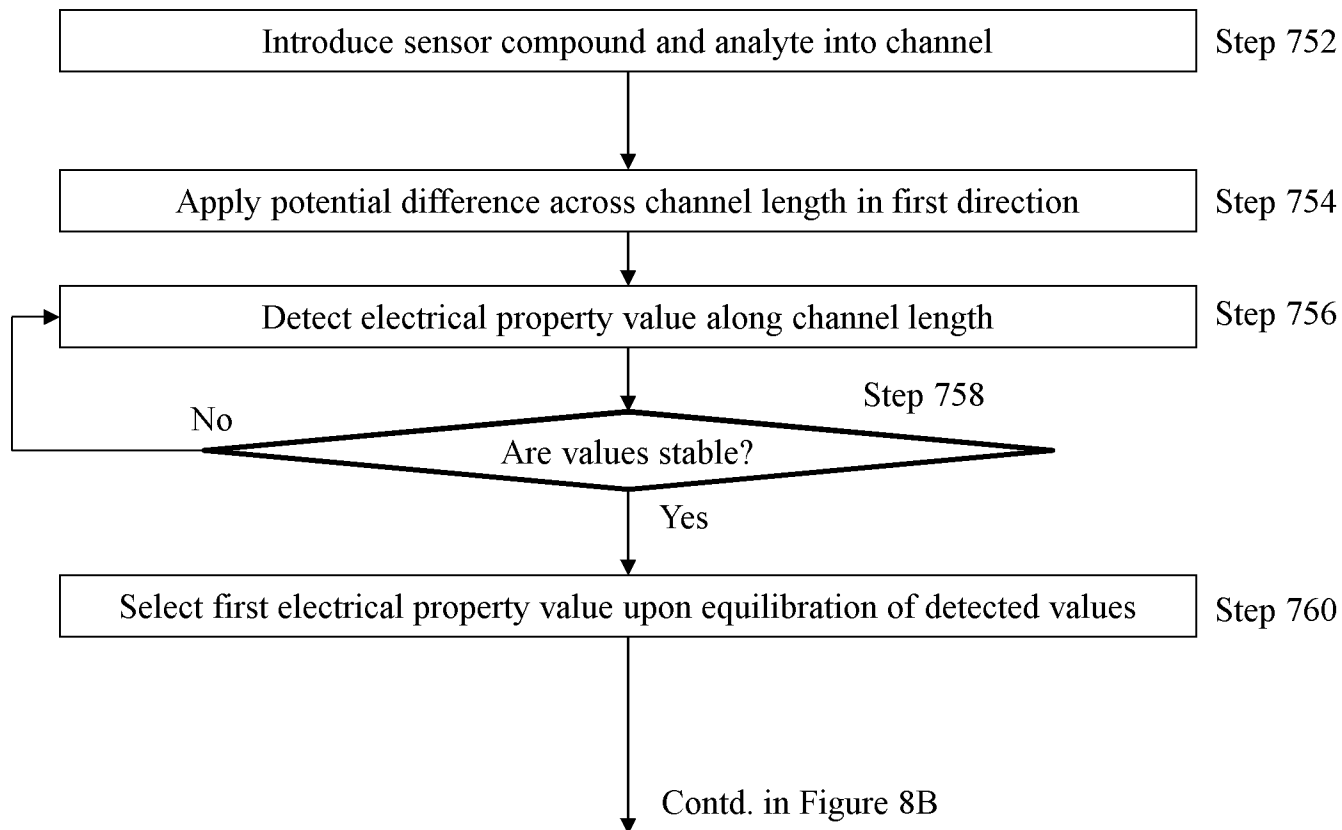 Introduce sensor compound and analyte into channel
Step 752
Apply potential difference across channel length in first direction
Step 754
Detect electrical property value along channel length
Step 756
Step 758
No
Are values stable?
Yes
Select first electrical property value upon equilibration of detected values
Step 760
Contd. in Figure 8B